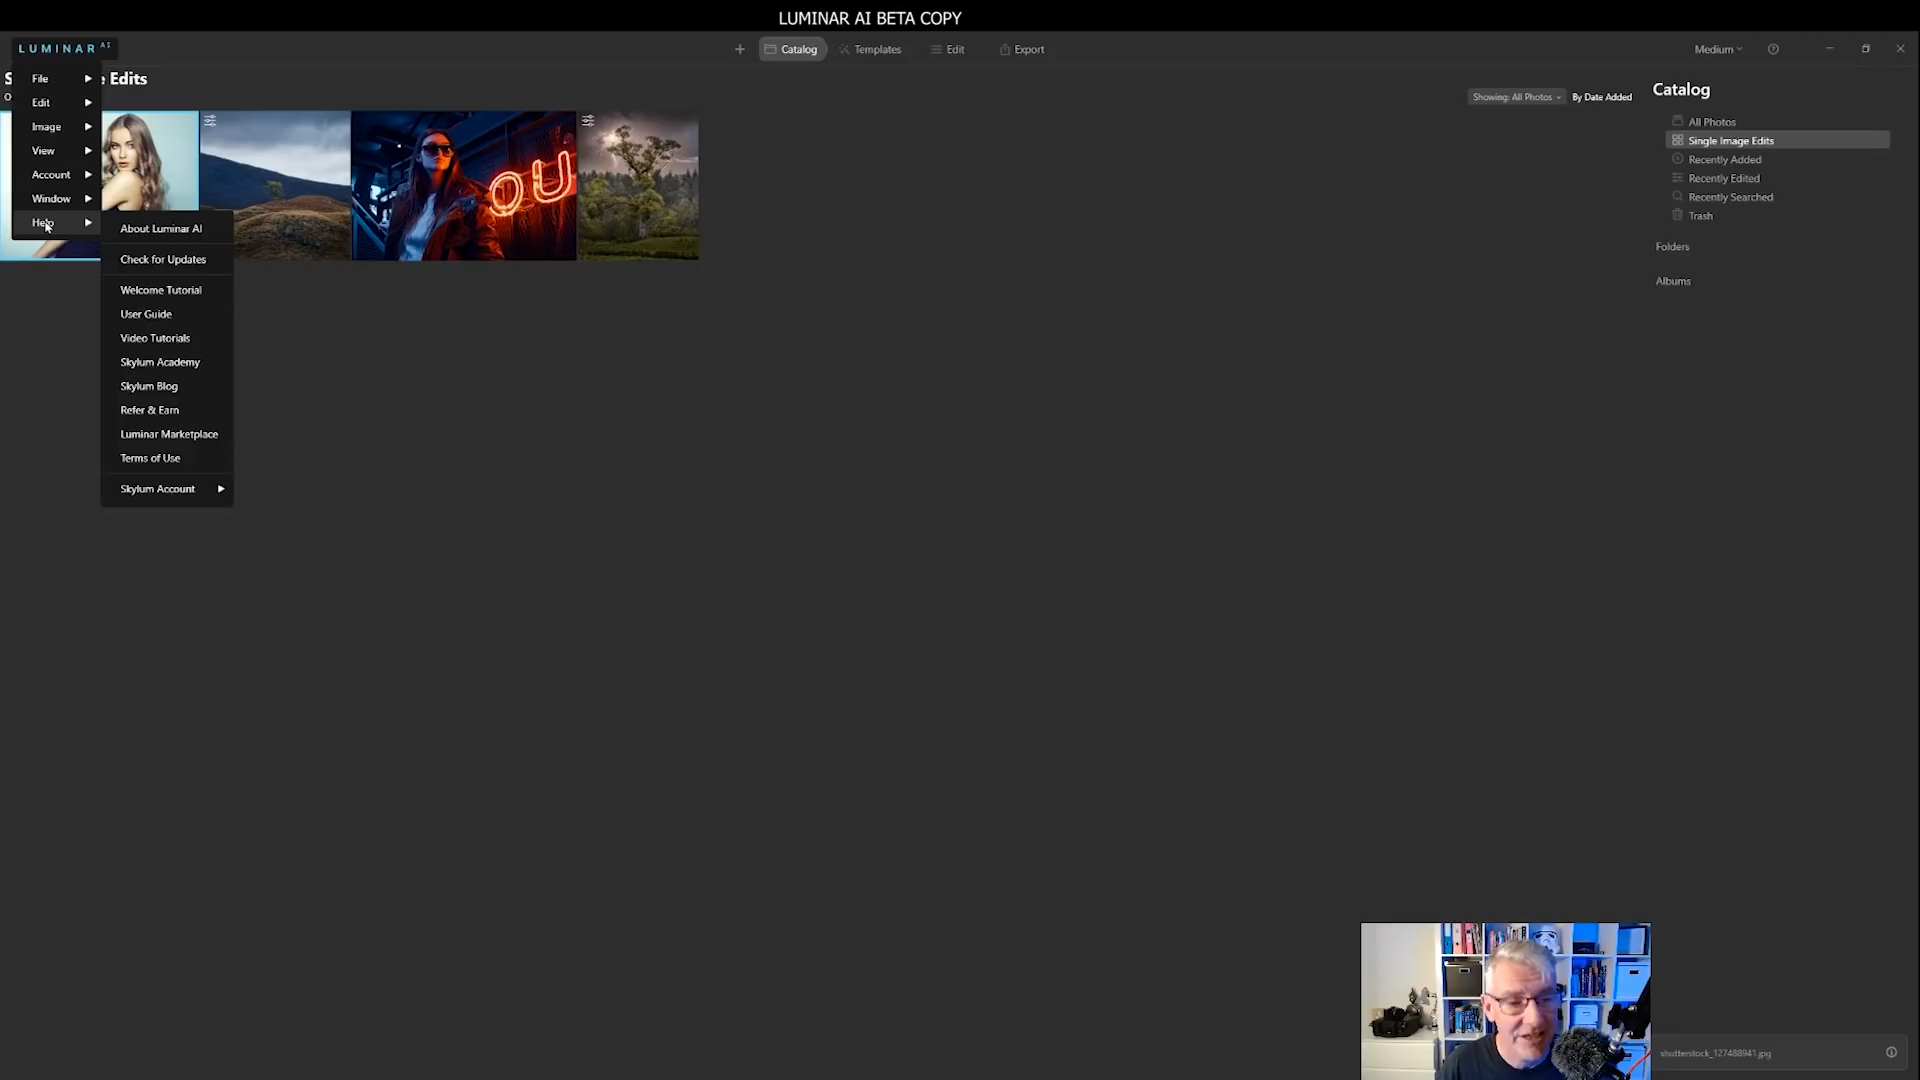 LUMINAR AI BETA COPY
LUMINAR AI
Catalog
Templates
Edit
Export
Medium
File
Edit
Image
View
Account
Window
Help
Edits
About Luminar AI
Check for Updates
Welcome Tutorial
User Guide
Video Tutorials
Skylum Academy
Skylum Blog
Refer & Earn
Luminar Marketplace
Terms of Use
Skylum Account
OU
Showing: All Photos
By Date Added
Catalog
All Photos
Single Image Edits
Recently Added
Recently Edited
Recently Searched
Trash
Folders
Albums
shutterstock_127488941.jpg